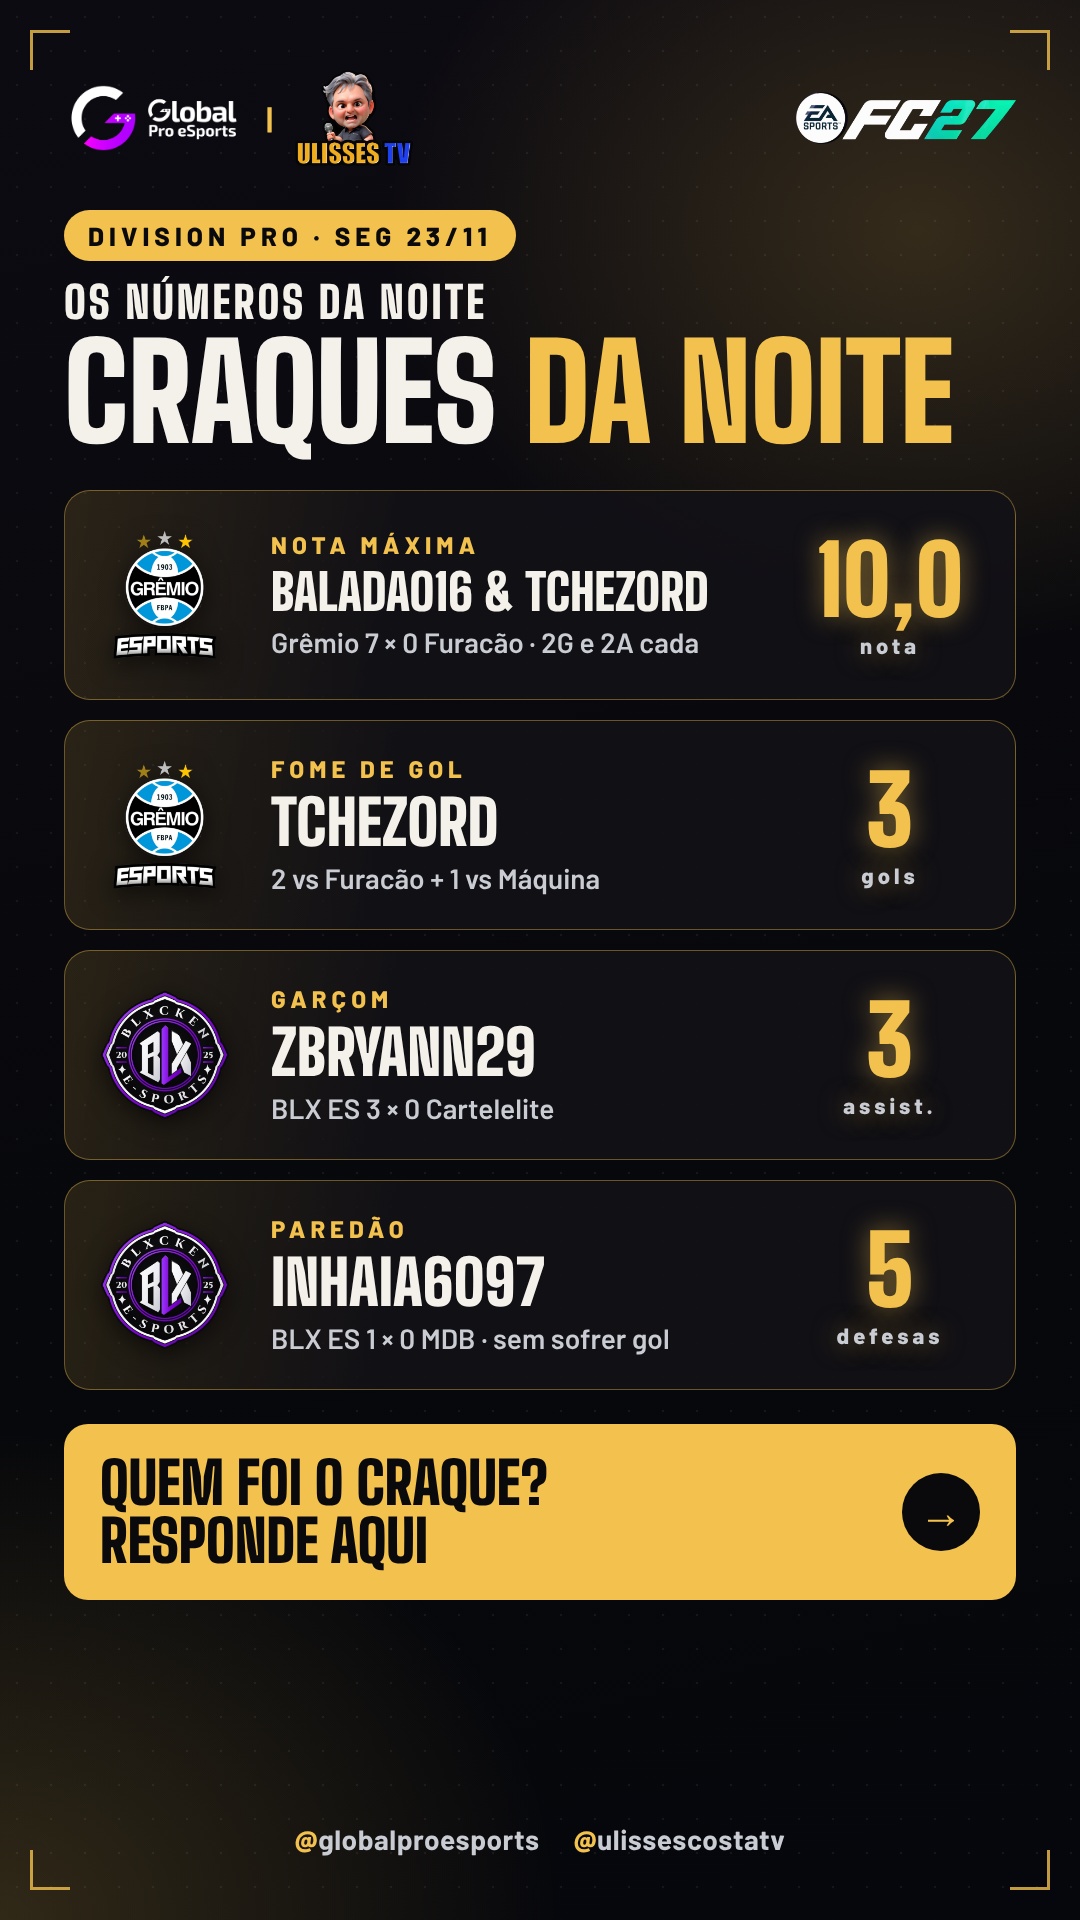 Global
Pro eSports
ULISSES TV
EA
SPORTS
FC27
DIVISION PRO · SEG 23/11
OS NÚMEROS DA NOITE
CRAQUES DA NOITE
1903
GRÊMIO
FBPA
ESPORTS
NOTA MÁXIMA
BALADA016 & TCHEZORD
Grêmio 7 × 0 Furacão · 2G e 2A cada
10,0
nota
1903
GRÊMIO
FBPA
ESPORTS
FOME DE GOL
TCHEZORD
2 vs Furacão + 1 vs Máquina
3
gols
BLXCKEN
20 BLX 25
E-SPORTS
GARÇOM
ZBRYANN29
BLX ES 3 × 0 Cartelelite
3
assist.
BLXCKEN
20 BLX 25
E-SPORTS
PAREDÃO
INHAIA6097
BLX ES 1 × 0 MDB · sem sofrer gol
5
defesas
QUEM FOI O CRAQUE?
RESPONDE AQUI
→
@globalproesports @ulissescostatv